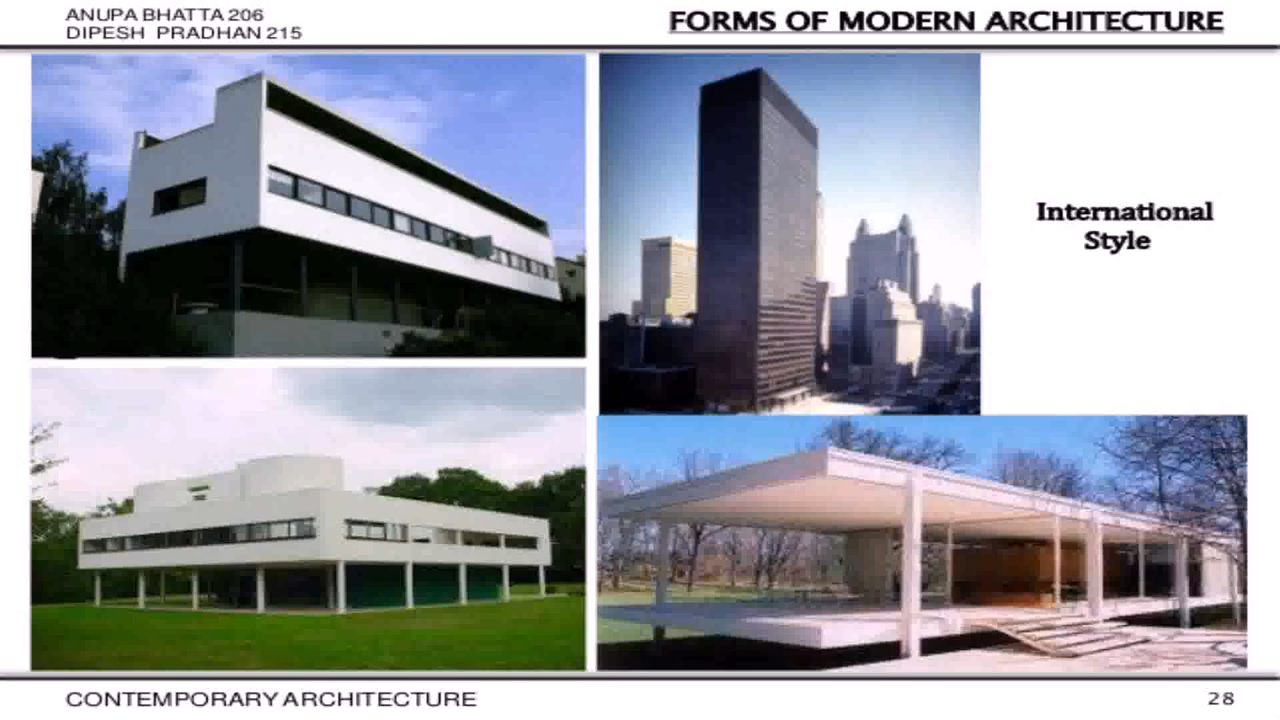 ANUPA BHATTA 206
DIPESH PRADHAN 215
FORMS OF MODERN ARCHITECTURE
International
Style
CONTEMPORARY ARCHITECTURE
28